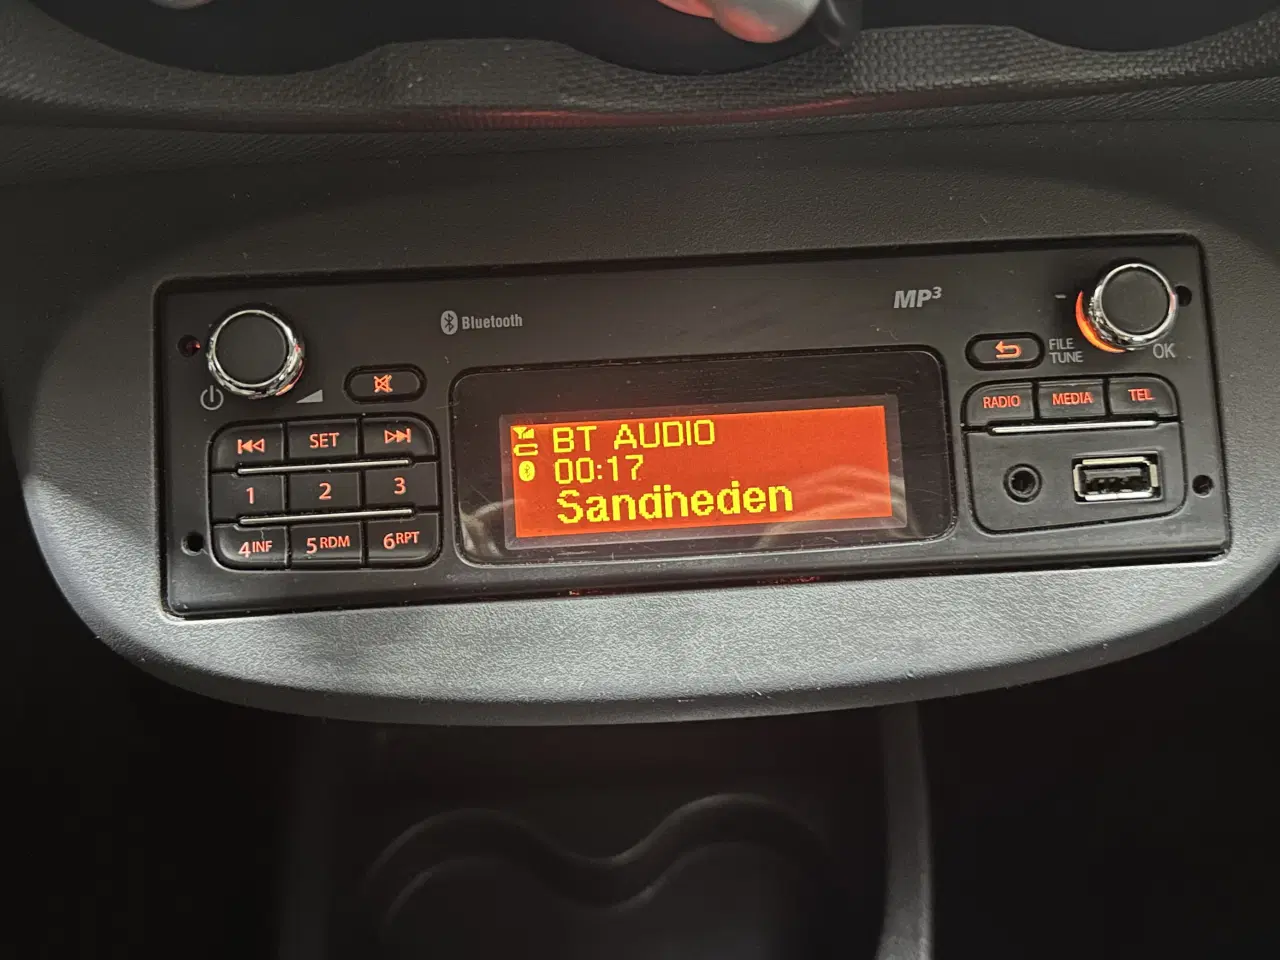 Bluetooth
MP3
FILE
TUNE
OK
RADIO MEDIA TEL
SET
1 2 3
4INF 5RDM 6RPT
BT AUDIO
00:17
Sandheden